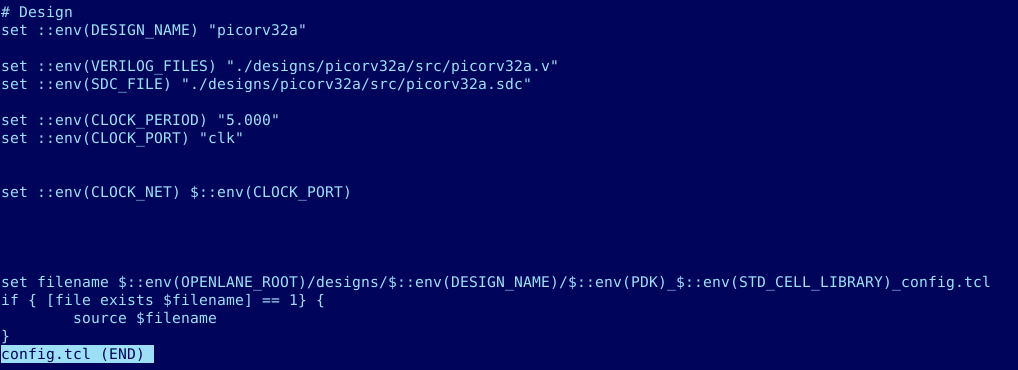 # Design
set ::env(DESIGN_NAME) "picorv32a"
set ::env(VERILOG_FILES) "./designs/picorv32a/src/picorv32a.v"
set ::env(SDC_FILE) "./designs/picorv32a/src/picorv32a.sdc"
set ::env(CLOCK_PERIOD) "5.000"
set ::env(CLOCK_PORT) "clk"
set ::env(CLOCK_NET) $::env(CLOCK_PORT)
set filename $::env(OPENLANE_ROOT)/designs/$::env(DESIGN_NAME)/$::env(PDK)_$::env(STD_CELL_LIBRARY)_config.tcl
if { [file exists $filename] == 1} {
        source $filename
}
config.tcl (END)